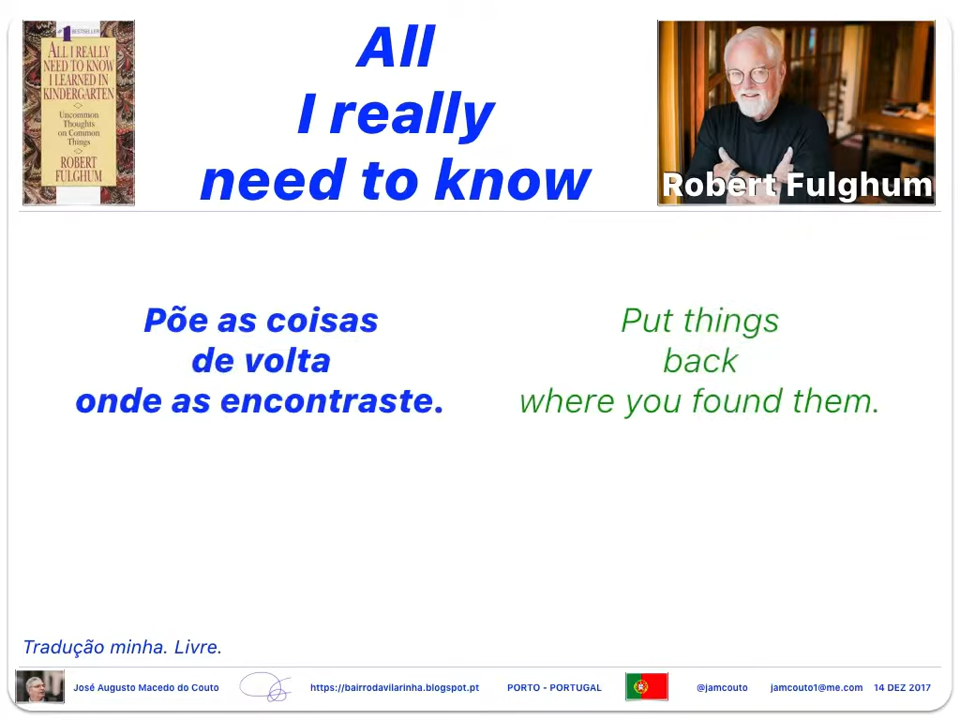 #1 BESTSELLER
ALL I REALLY
NEED TO KNOW
I LEARNED IN
KINDERGARTEN
Uncommon
Thoughts
on Common
Things
ROBERT
FULGHUM
All
I really
need to know
Robert Fulghum
Põe as coisas
de volta
onde as encontraste.
Put things
back
where you found them.
Tradução minha. Livre.
José Augusto Macedo do Couto https://bairrodavilarinha.blogspot.pt PORTO - PORTUGAL @jamcouto jamcouto1@me.com 14 DEZ 2017